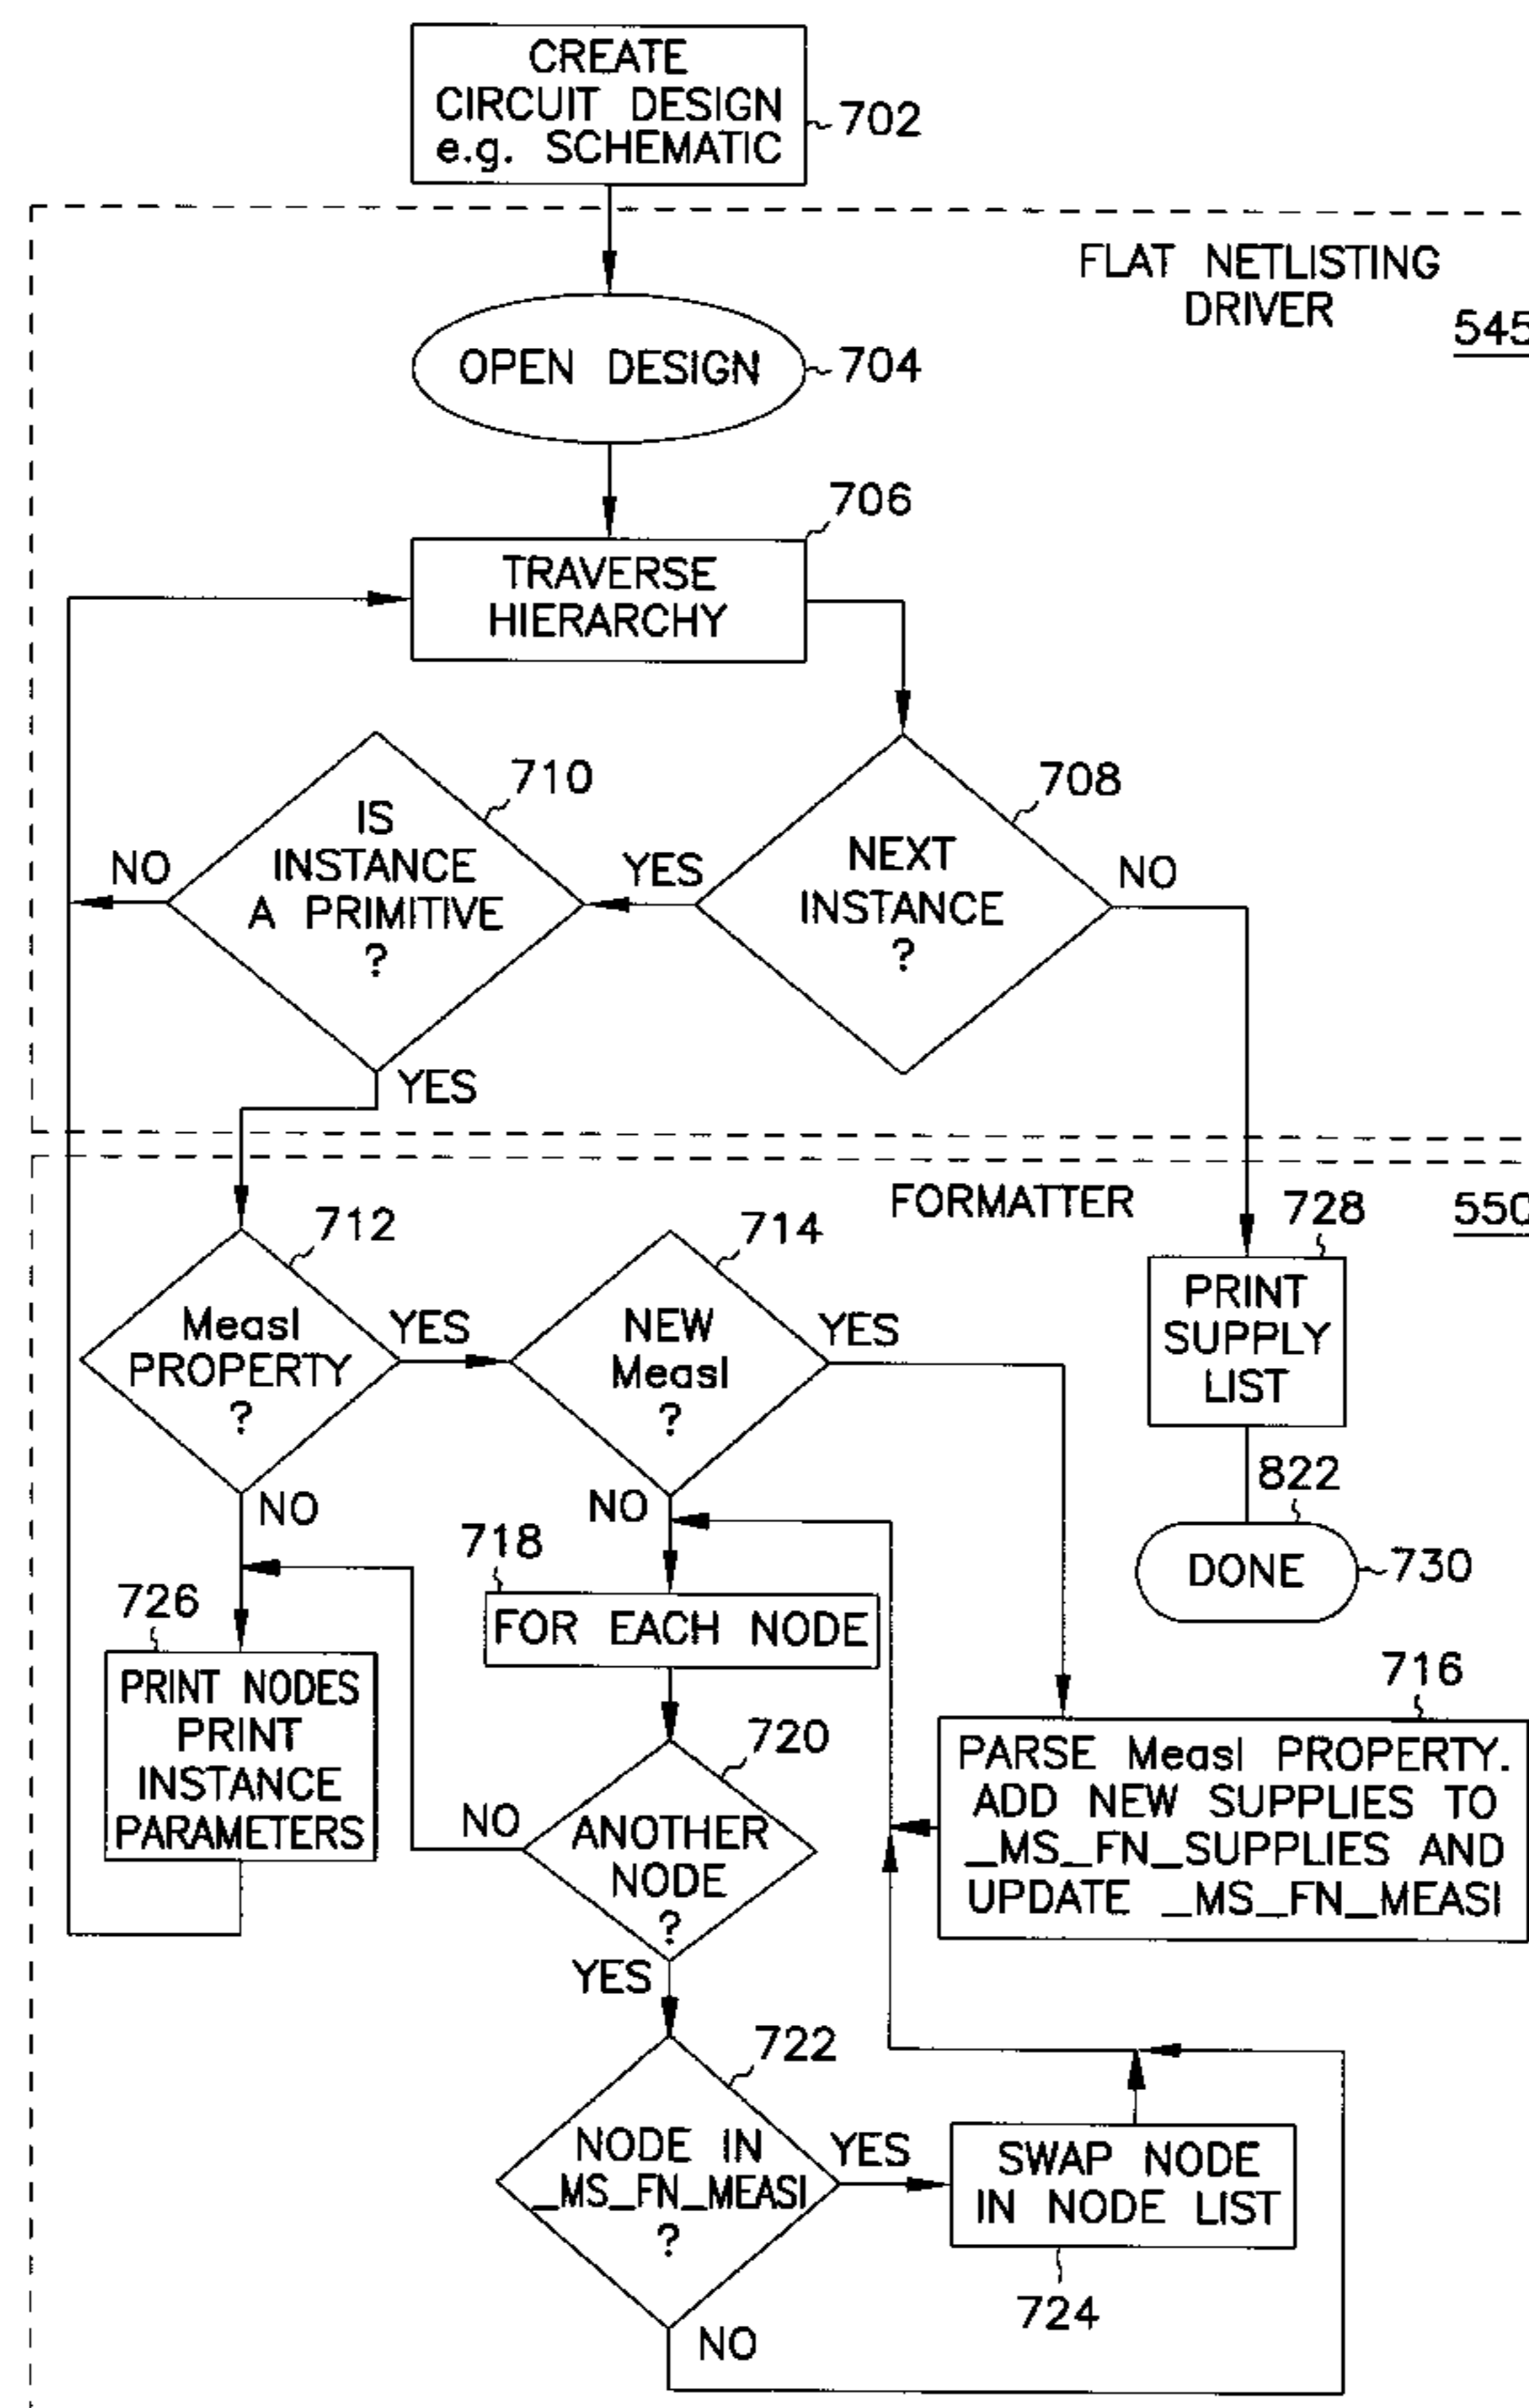 CREATE
CIRCUIT DESIGN
e.g. SCHEMATIC
702
FLAT NETLISTING
DRIVER
545
OPEN DESIGN
704
706
TRAVERSE
HIERARCHY
710
IS
INSTANCE
A PRIMITIVE
?
NO
YES
YES
708
NEXT
INSTANCE
?
NO
FORMATTER
550
712
MeasI
PROPERTY
?
YES
NO
714
NEW
MeasI
?
YES
NO
728
PRINT
SUPPLY
LIST
822
DONE
730
718
FOR EACH NODE
726
PRINT NODES
PRINT
INSTANCE
PARAMETERS
716
PARSE MeasI PROPERTY.
ADD NEW SUPPLIES TO
_MS_FN_SUPPLIES AND
UPDATE _MS_FN_MEASI
720
ANOTHER
NODE
?
NO
YES
722
NODE IN
_MS_FN_MEASI
?
YES
NO
SWAP NODE
IN NODE LIST
724